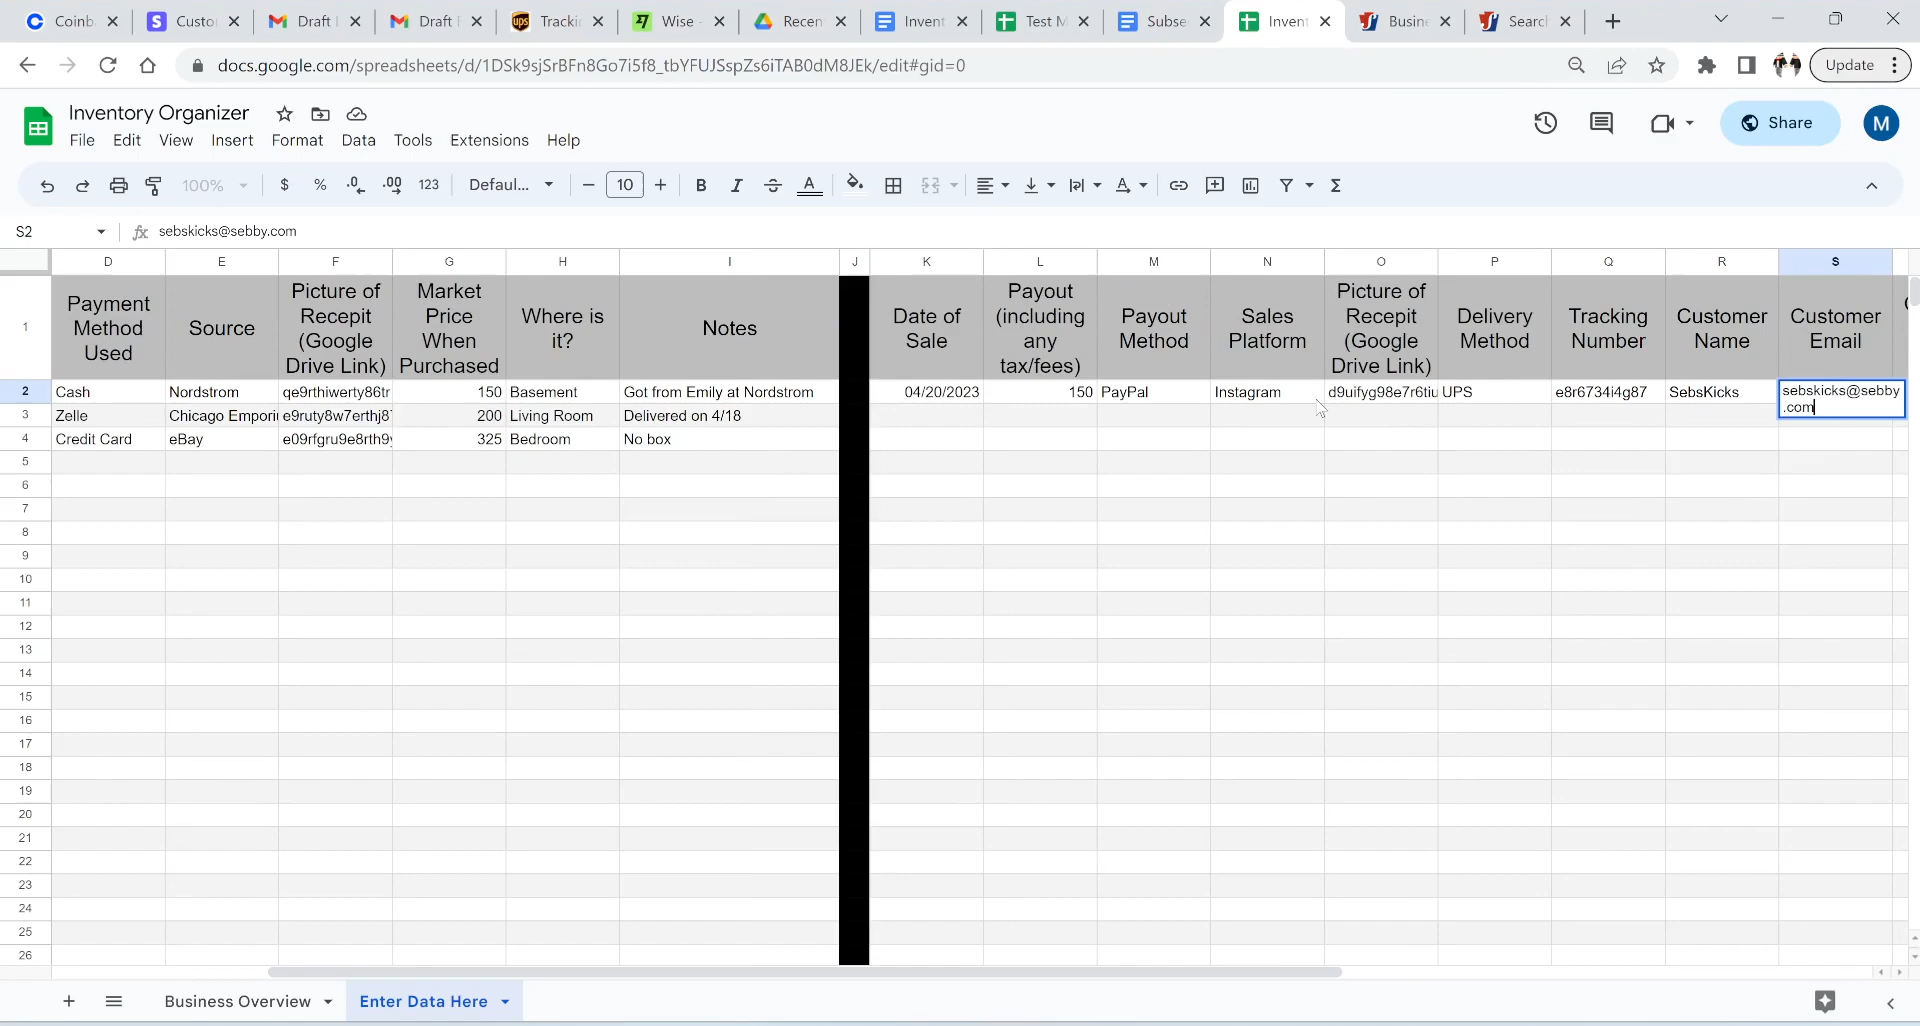 Coinb
Custo
Draft
Draft
Tracki
Wise -
Recen
Invent
Test M
Subse
Invent
Busine
Search
docs.google.com/spreadsheets/d/1DSk9sjSrBFn8Go7i5f8_tbYFUJSspZs6iTAB0dM8JEk/edit#gid=0
Update
Inventory Organizer
File Edit View Insert Format Data Tools Extensions Help
Share
M
100% $ % .0 .00 123 Defaul... − 10 + B I A Σ
S2 fx sebskicks@sebby.com
D E F G H I J K L M N O P Q R S
1
Payment Method Used
Source
Picture of Recepit (Google Drive Link)
Market Price When Purchased
Where is it?
Notes
Date of Sale
Payout (including any tax/fees)
Payout Method
Sales Platform
Picture of Recepit (Google Drive Link)
Delivery Method
Tracking Number
Customer Name
Customer Email
2 Cash Nordstrom qe9rthiwerty86tr 150 Basement Got from Emily at Nordstrom 04/20/2023 150 PayPal Instagram d9uifyg98e7r6tiu UPS e8r6734i4g87 SebsKicks sebskicks@sebby
.com
3 Zelle Chicago Empori e9ruty8w7erthj8 200 Living Room Delivered on 4/18
4 Credit Card eBay e09rfgru9e8rth9 325 Bedroom No box
5
6
7
8
9
10
11
12
13
14
15
16
17
18
19
20
21
22
23
24
25
26
Business Overview Enter Data Here